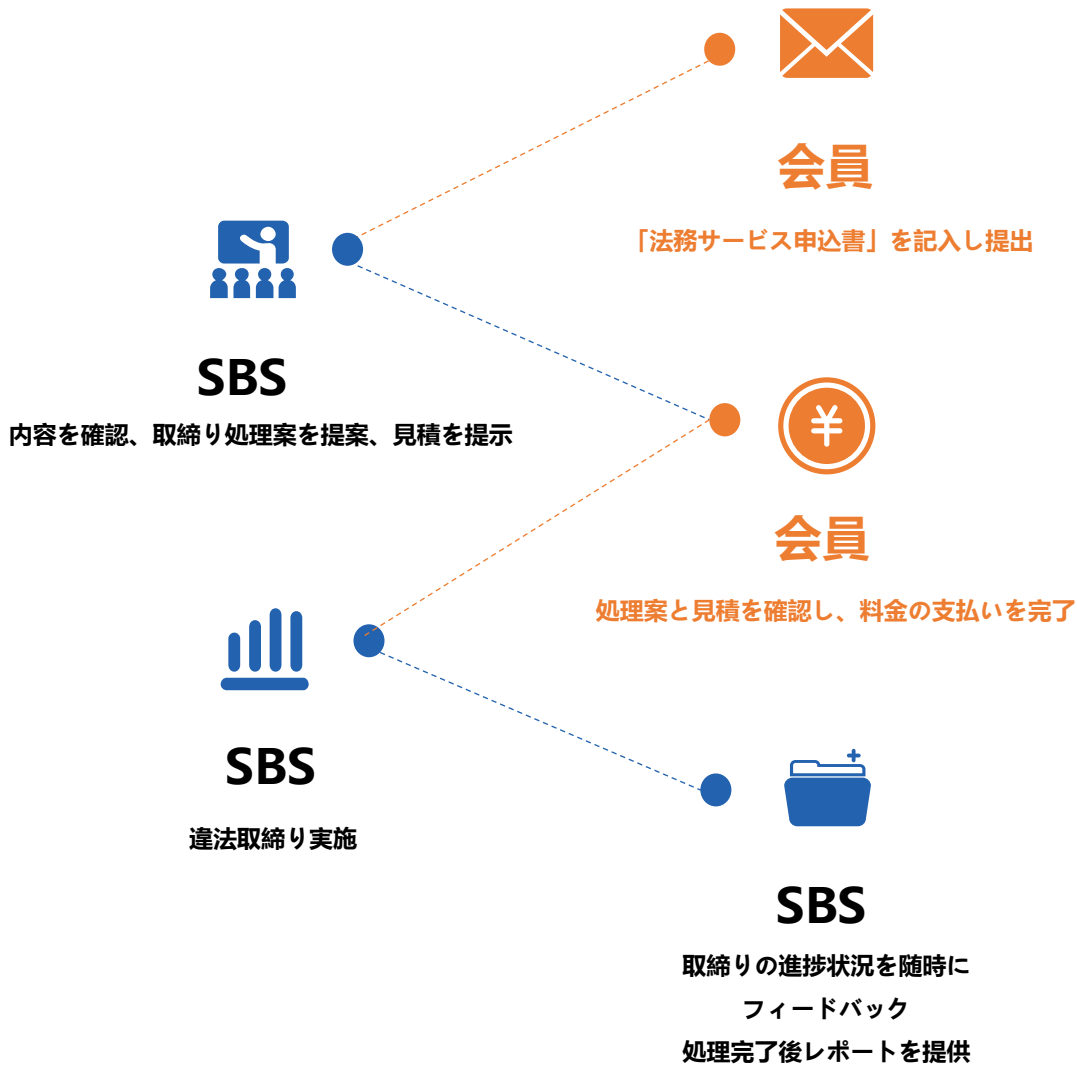 会員
「法務サービス申込書」を記入し提出
SBS
内容を確認、取締り処理案を提案、見積を提示
¥
会員
処理案と見積を確認し、料金の支払いを完了
SBS
違法取締り実施
SBS
取締りの進捗状況を随時に
フィードバック
処理完了後レポートを提供